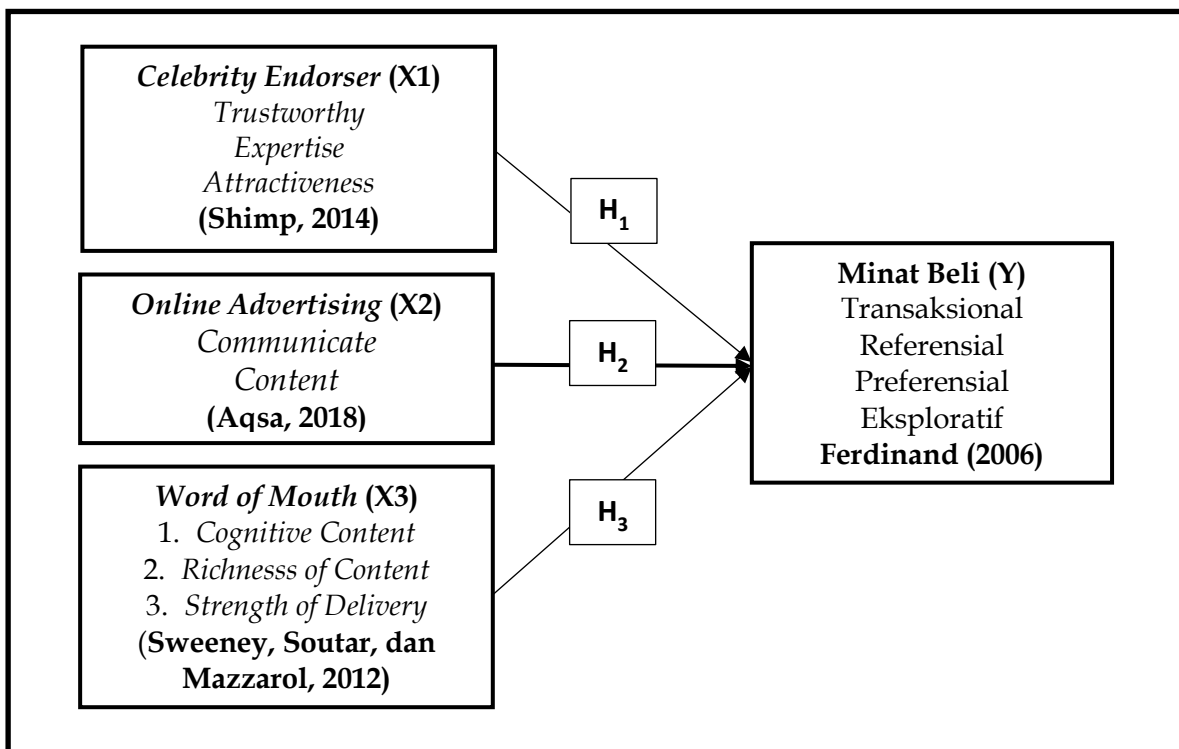 Celebrity Endorser (X1)
Trustworthy
Expertise
Attractiveness
(Shimp, 2014)
H1
Online Advertising (X2)
Communicate
Content
(Aqsa, 2018)
H2
Word of Mouth (X3)
1. Cognitive Content
2. Richnesss of Content
3. Strength of Delivery
(Sweeney, Soutar, dan
Mazzarol, 2012)
H3
Minat Beli (Y)
Transaksional
Referensial
Preferensial
Eksploratif
Ferdinand (2006)